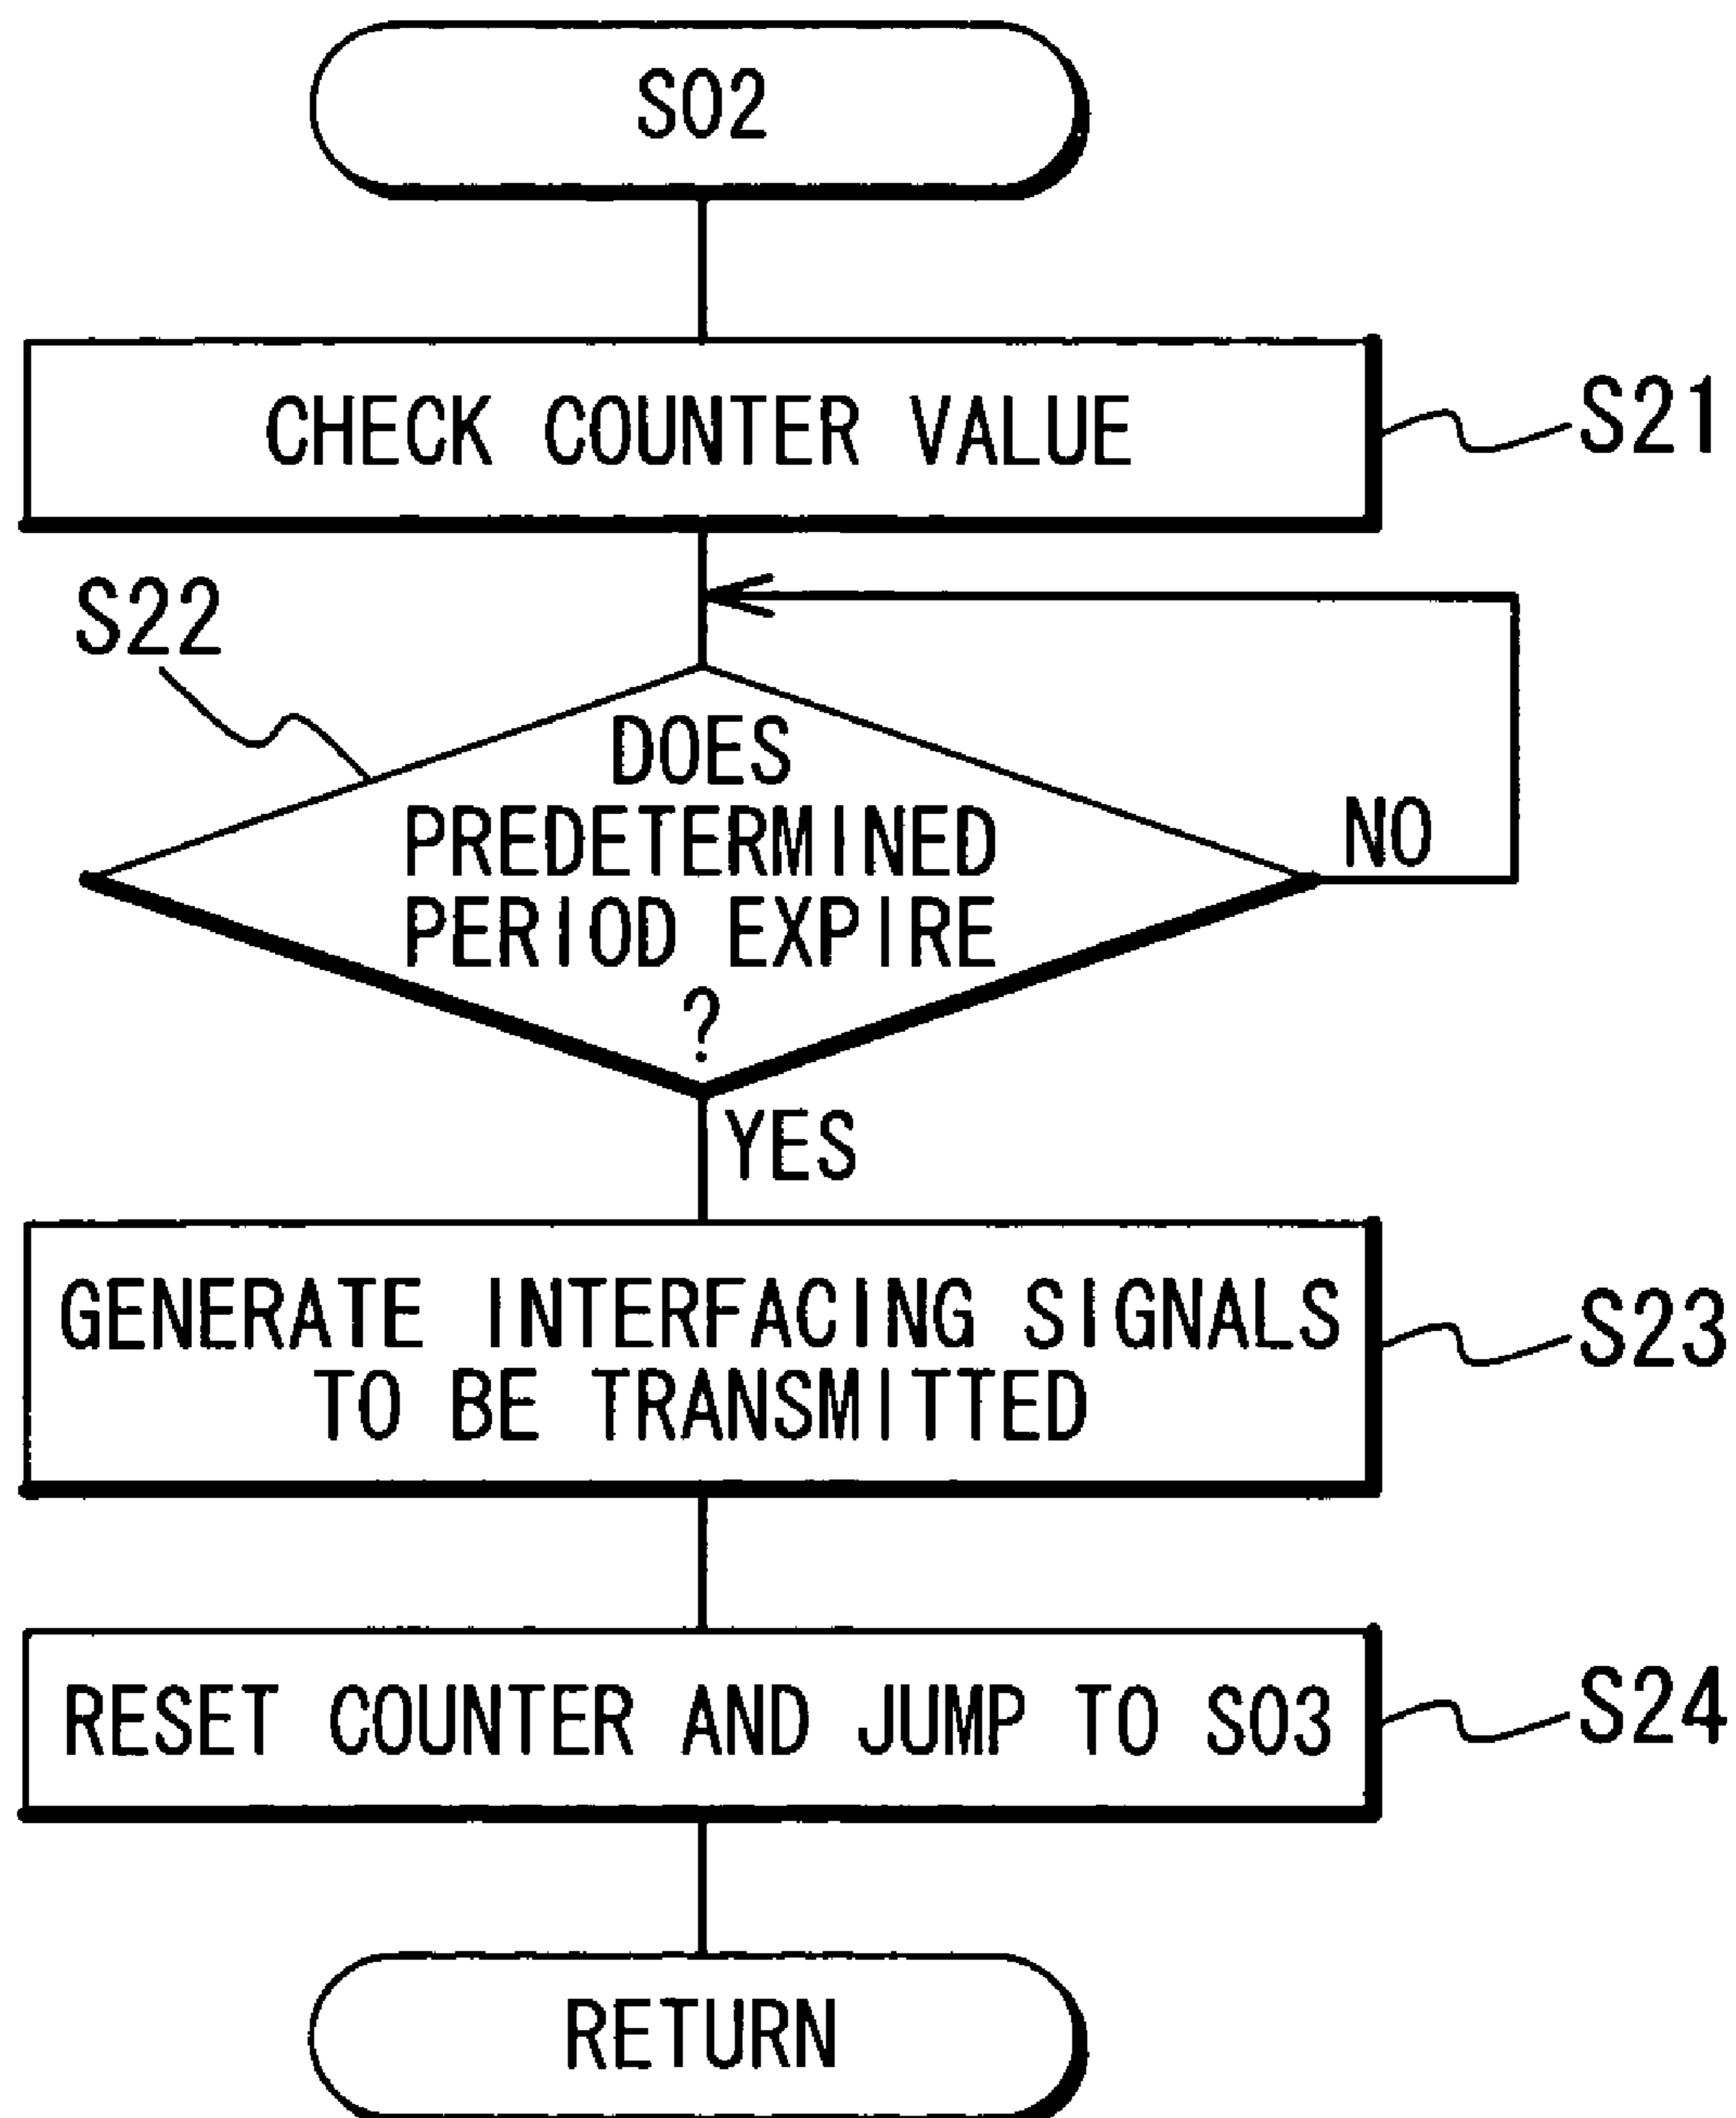 S02
CHECK COUNTER VALUE
S21
S22
DOES
PREDETERMINED
PERIOD EXPIRE
?
NO
YES
GENERATE INTERFACING SIGNALS
TO BE TRANSMITTED
S23
RESET COUNTER AND JUMP TO S03
S24
RETURN